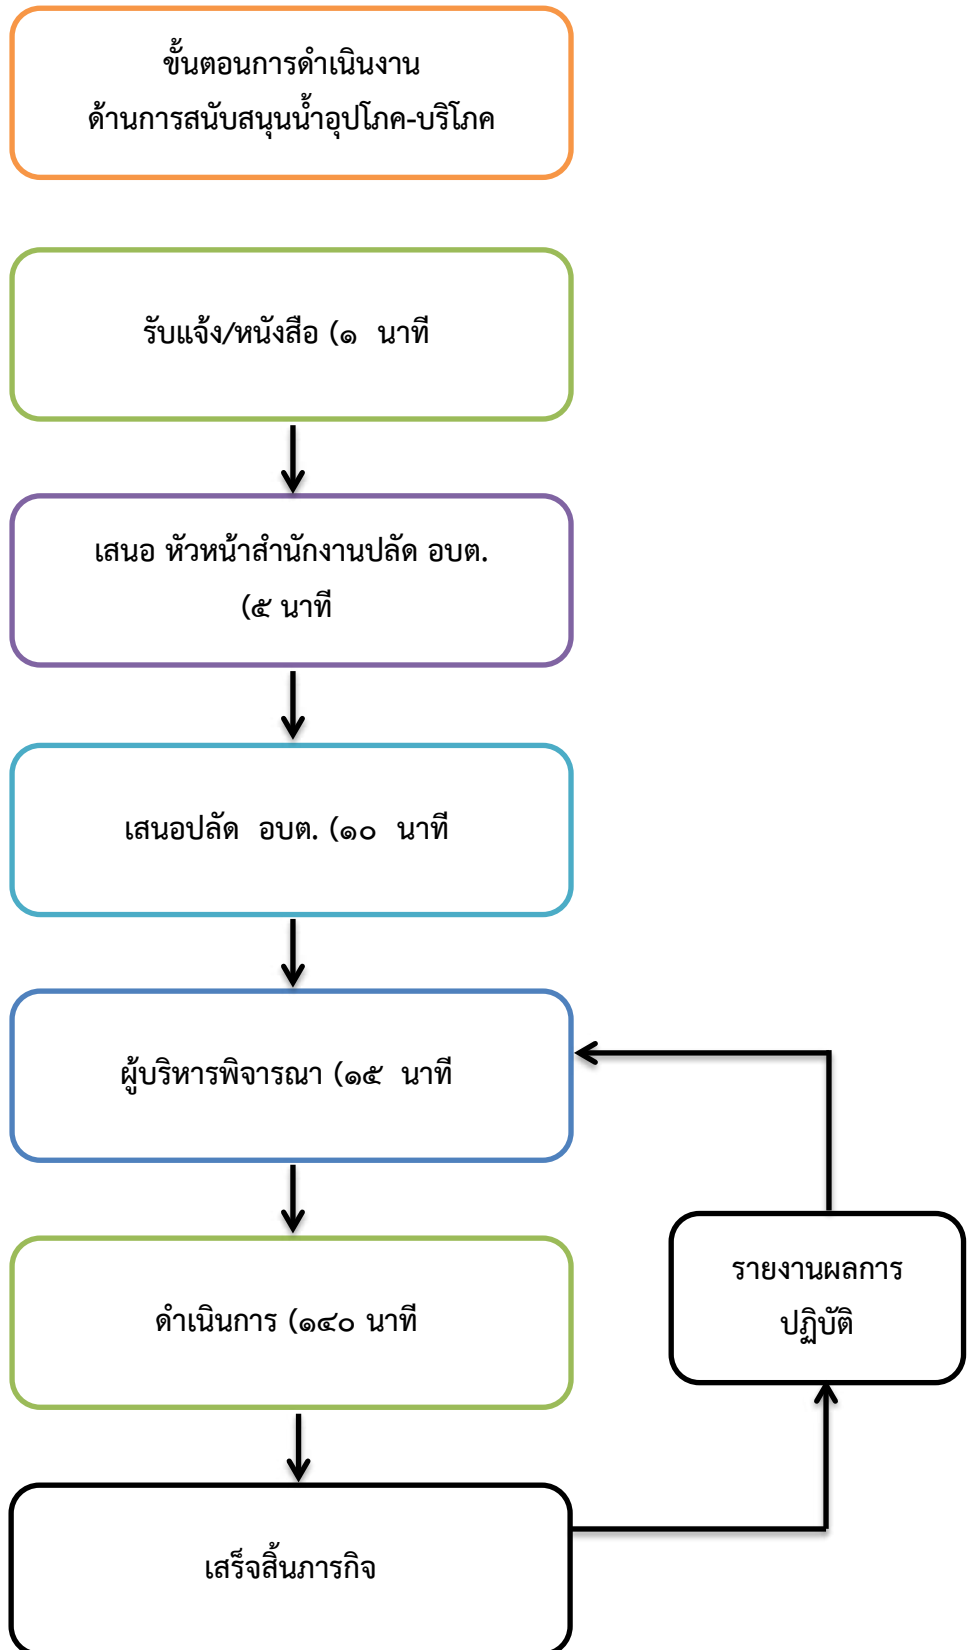 ขั้นตอนการดำเนินงาน
ด้านการสนับสนุนน้ำอุปโภค-บริโภค
รับแจ้ง/หนังสือ (๑ นาที
เสนอ หัวหน้าสำนักงานปลัด อบต.
(๕ นาที
เสนอปลัด อบต. (๑๐ นาที
ผู้บริหารพิจารณา (๑๕ นาที
ดำเนินการ (๑๔๐ นาที
รายงานผลการ
ปฏิบัติ
เสร็จสิ้นภารกิจ